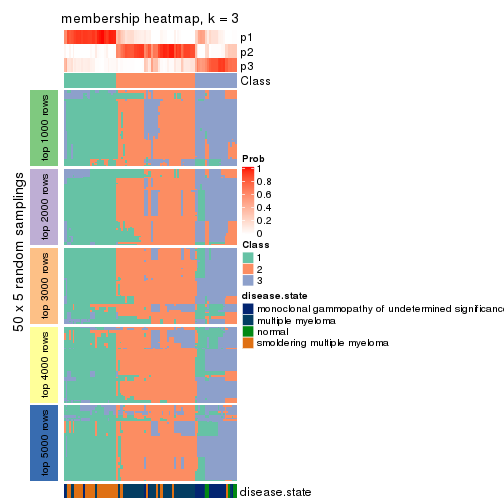 membership heatmap, k = 3
p1
p2
p3
Class
50 x 5 random samplings
top 1000 rows
top 2000 rows
top 3000 rows
top 4000 rows
top 5000 rows
Prob
1
0.8
0.6
0.4
0.2
0
Class
1
2
3
disease.state
monoclonal gammopathy of undetermined significance
multiple myeloma
normal
smoldering multiple myeloma
disease.state